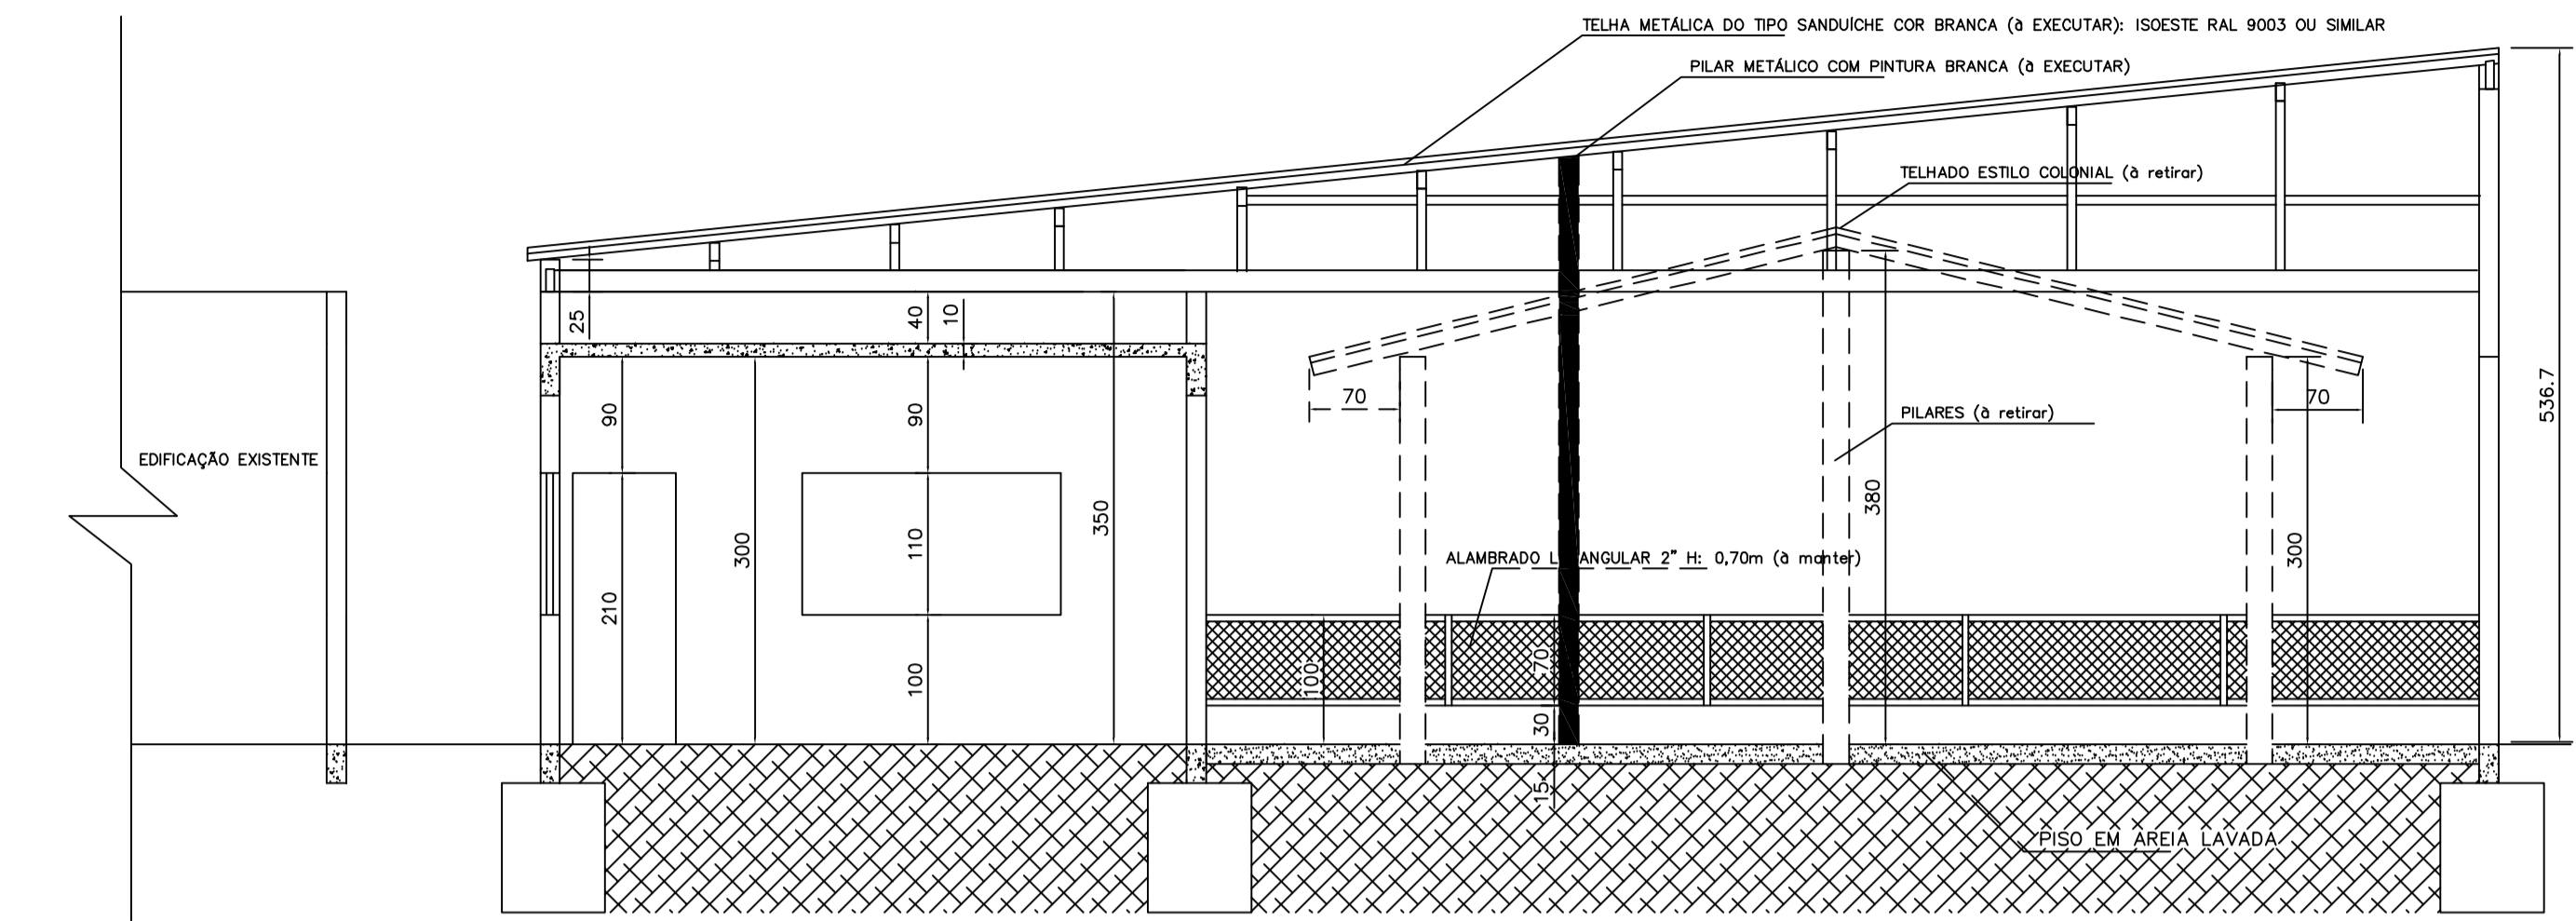 TELHA METÁLICA DO TIPO SANDUÍCHE COR BRANCA (à EXECUTAR): ISOESTE RAL 9003 OU SIMILAR
PILAR METÁLICO COM PINTURA BRANCA (à EXECUTAR)
TELHADO ESTILO COLONIAL (à retirar)
25
40
10
90
90
70
70
536.7
PILARES (à retirar)
EDIFICAÇÃO EXISTENTE
300
110
350
380
300
ALAMBRADO L ANGULAR 2" H: 0,70m (à manter)
210
100
100
70
30
15
PISO EM AREIA LAVADA